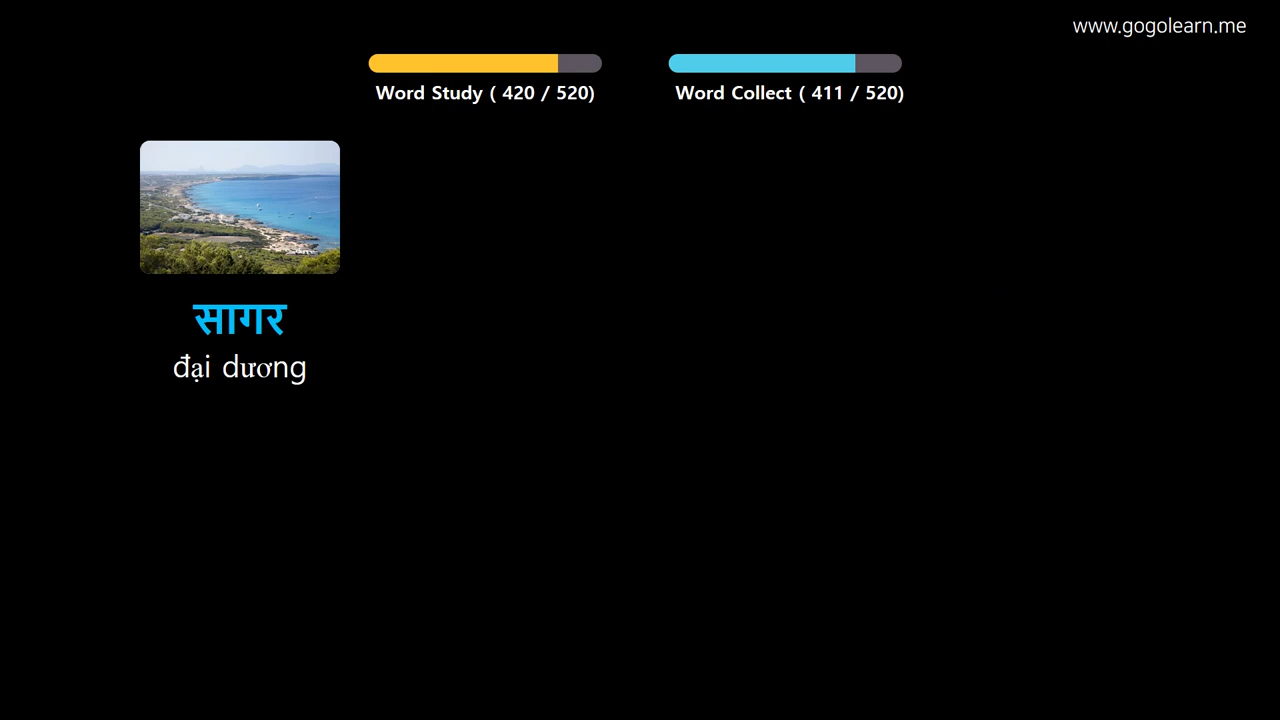 www.gogolearn.me
Word Study ( 420 / 520)
Word Collect ( 411 / 520)
सागर
đại dương